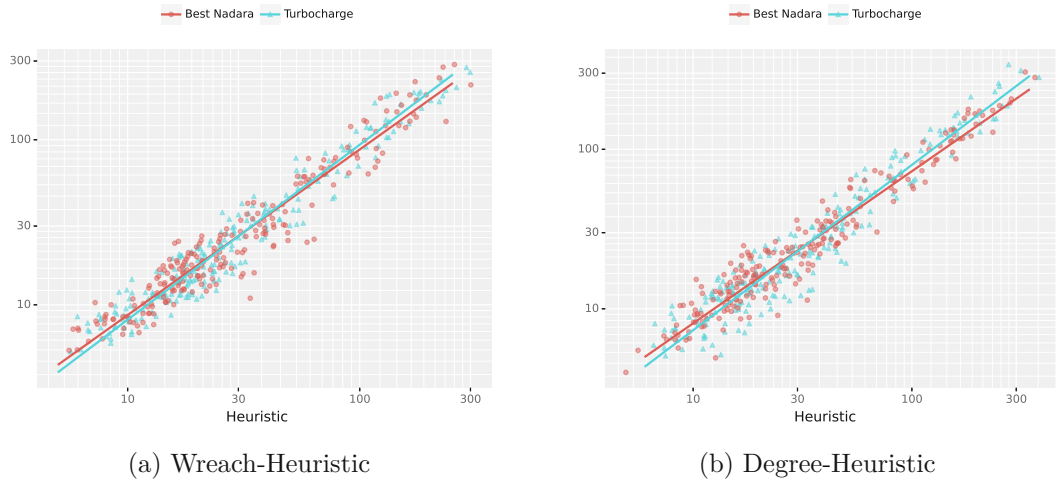 Best Nadara Turbocharge
300
100
30
10
10 30 100 300
Heuristic
(a) Wreach-Heuristic
Best Nadara Turbocharge
300
100
30
10
10 30 100 300
Heuristic
(b) Degree-Heuristic